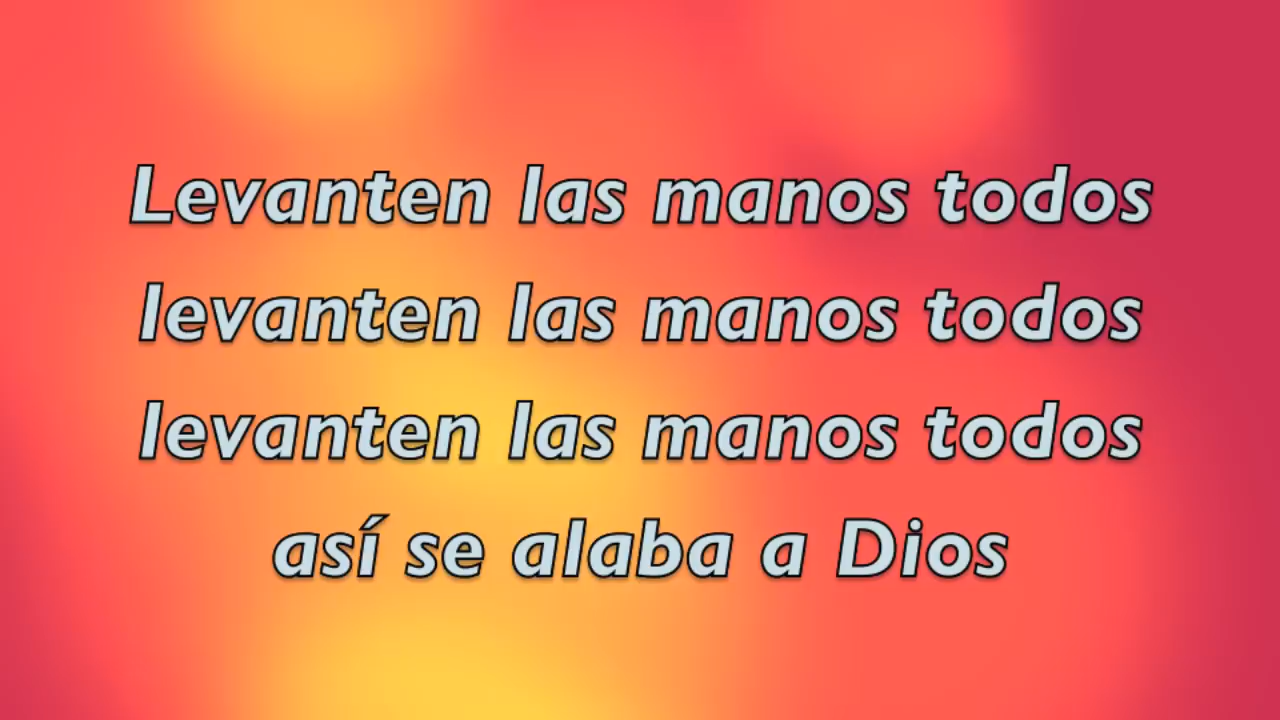 Levanten las manos todos
levanten las manos todos
levanten las manos todos
así se alaba a Dios